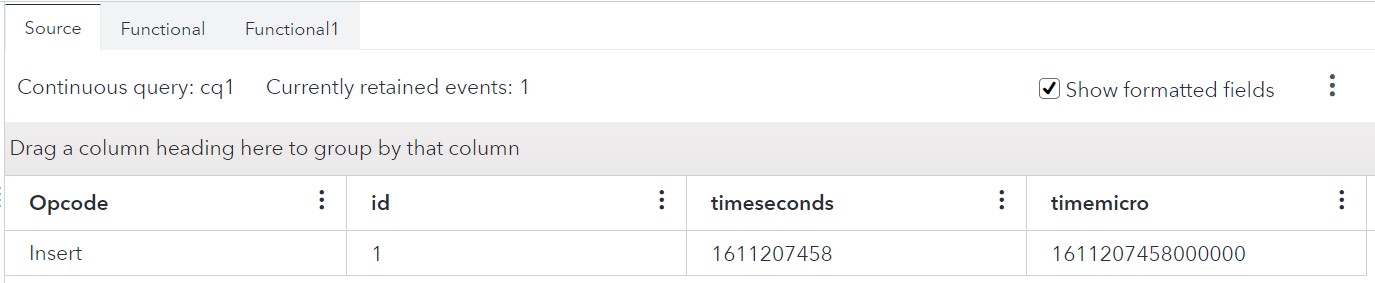 Source Functional Functional1
Continuous query: cq1 Currently retained events: 1 Show formatted fields
Drag a column heading here to group by that column
Opcode id timeseconds timemicro
Insert 1 1611207458 1611207458000000